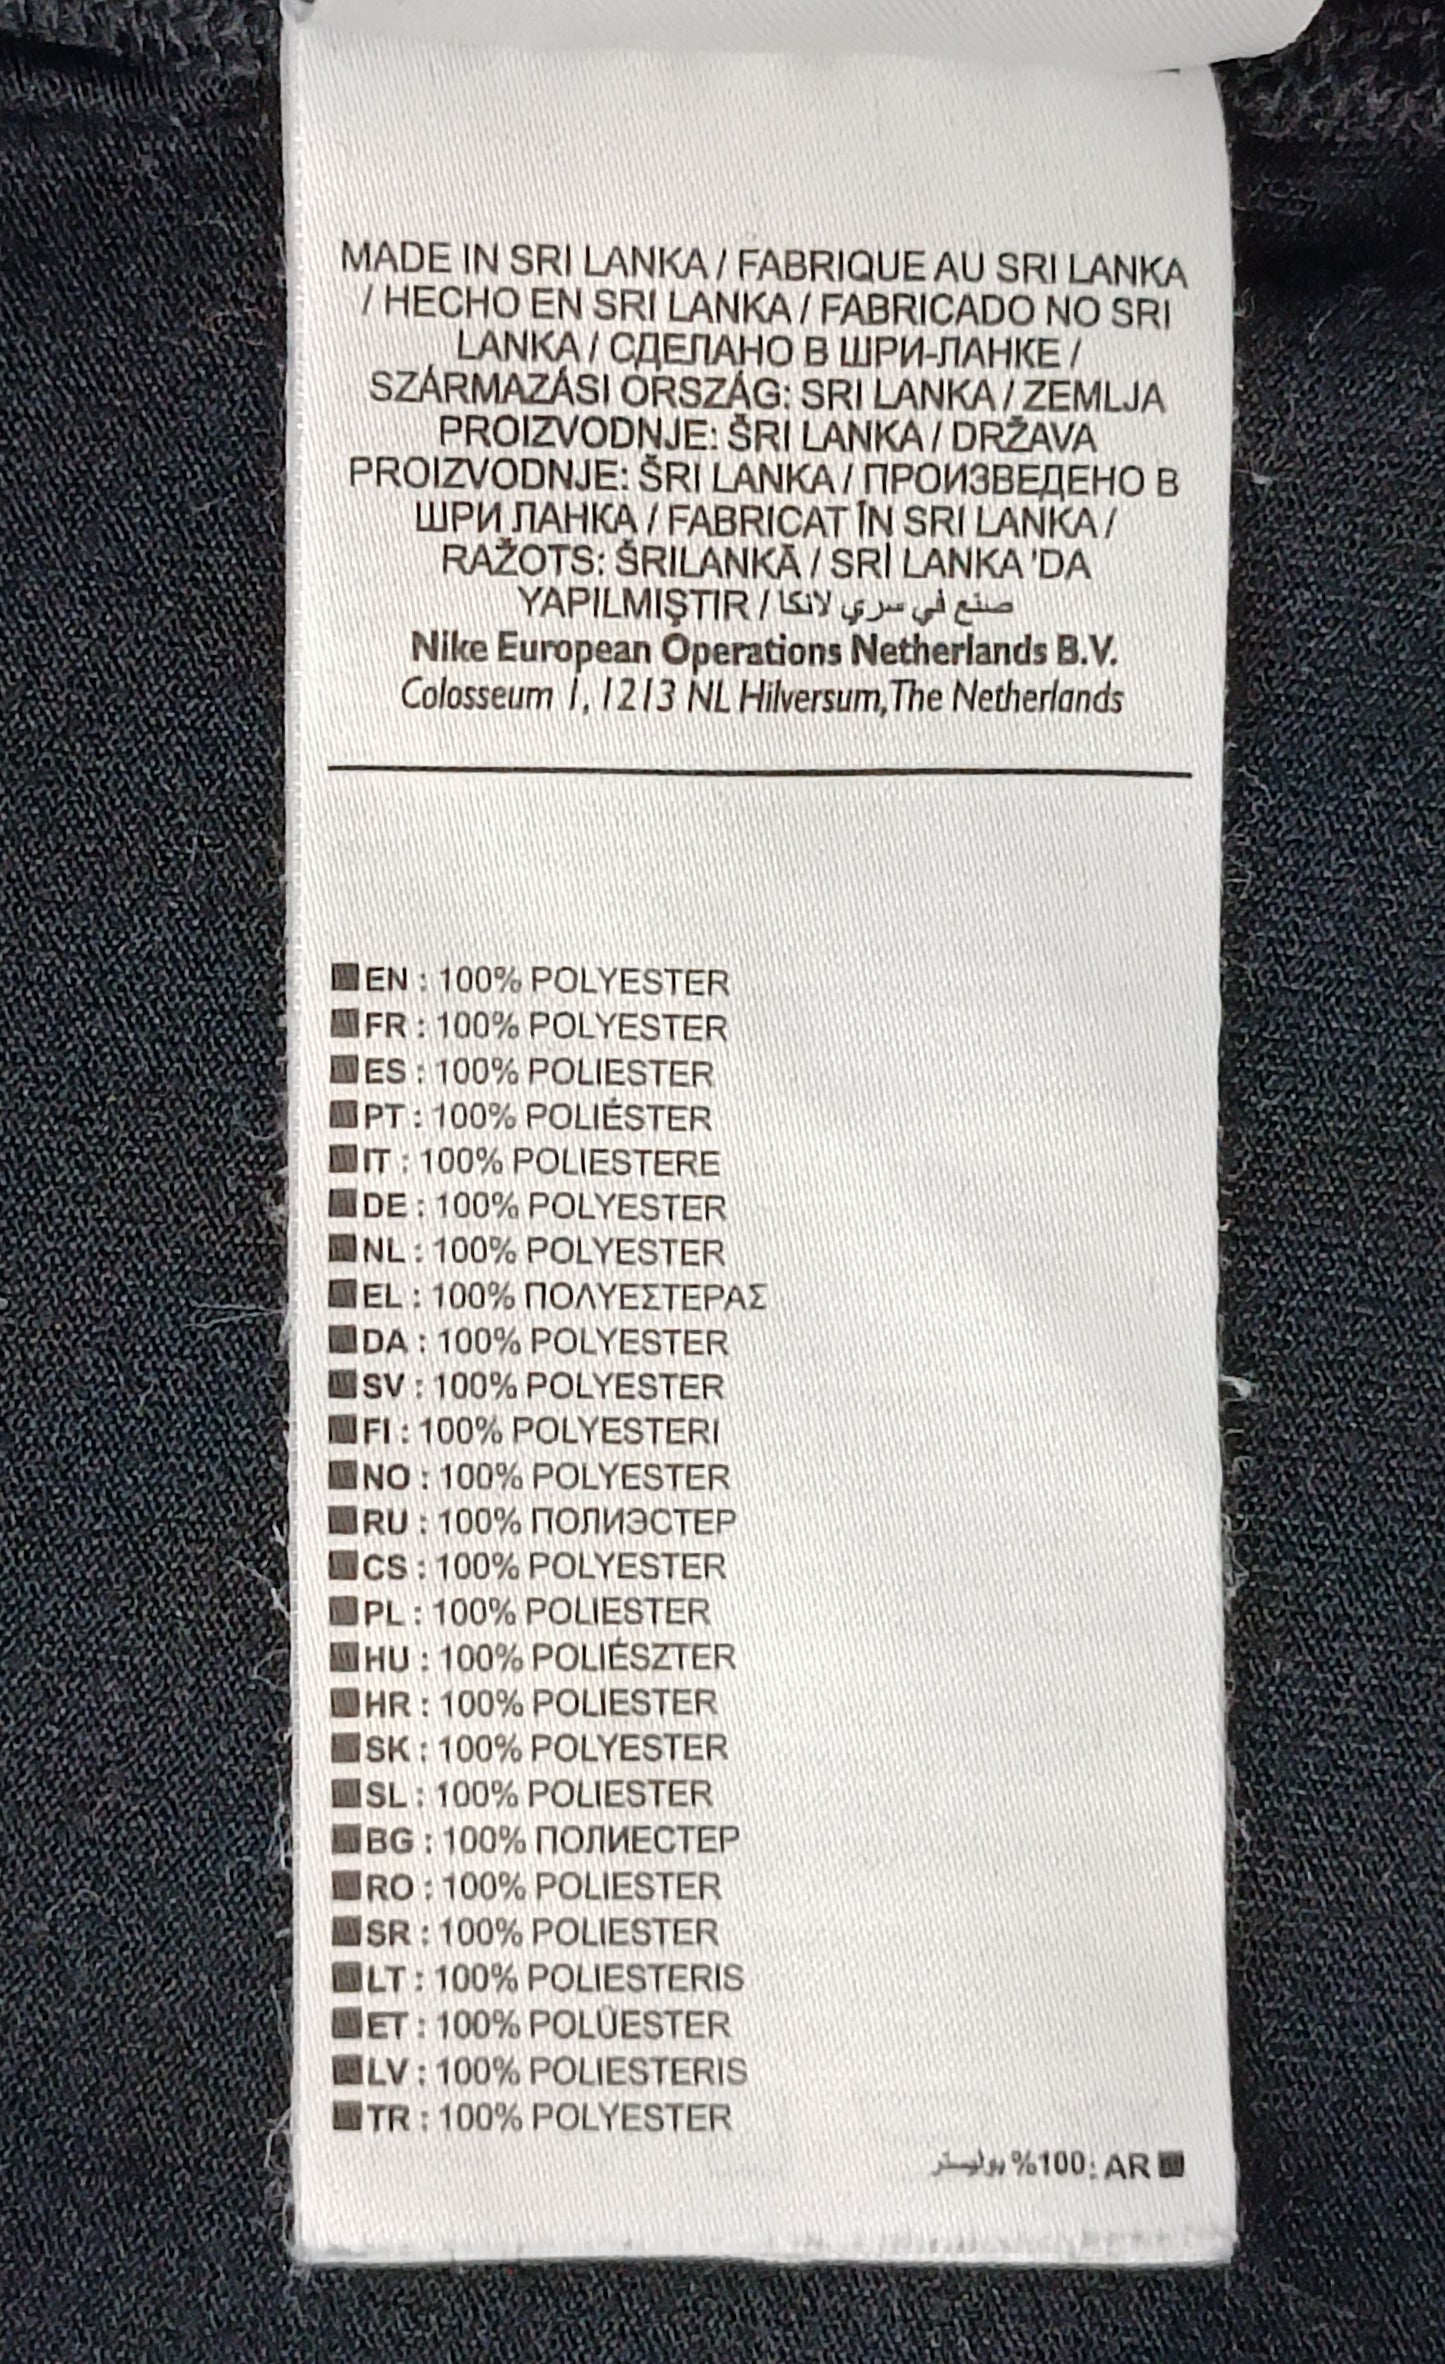 MADE IN SRI LANKA / FABRIQUE AU SRI LANKA
/ HECHO EN SRI LANKA / FABRICADO NO SRI
LANKA / СДЕЛАНО В ШРИ-ЛАНКЕ /
SZÁRMAZÁSI ORSZÁG: SRI LANKA / ZEMLJA
PROIZVODNJE: ŠRI LANKA / DRŽAVA
PROIZVODNJE: ŠRI LANKA / ПРОИЗВЕДЕНО В
ШРИ ЛАНКА / FABRICAT ÎN SRI LANKA /
RAŽOTS: ŠRILANKĀ / SRİ LANKA 'DA
YAPILMIŞTIR / صنع في سري لانكا
Nike European Operations Netherlands B.V.
Colosseum 1, 1213 NL Hilversum, The Netherlands
EN : 100% POLYESTER
FR : 100% POLYESTER
ES : 100% POLIESTER
PT : 100% POLIÉSTER
IT : 100% POLIESTERE
DE : 100% POLYESTER
NL : 100% POLYESTER
EL : 100% ΠΟΛΥΕΣΤΕΡΑΣ
DA : 100% POLYESTER
SV : 100% POLYESTER
FI : 100% POLYESTERI
NO : 100% POLYESTER
RU : 100% ПОЛИЭСТЕР
CS : 100% POLYESTER
PL : 100% POLIESTER
HU : 100% POLIÉSZTER
HR : 100% POLIESTER
SK : 100% POLYESTER
SL : 100% POLIESTER
BG : 100% ПОЛИЕСТЕР
RO : 100% POLIESTER
SR : 100% POLIESTER
LT : 100% POLIESTERIS
ET : 100% POLÜESTER
LV : 100% POLIESTERIS
TR : 100% POLYESTER
AR :100% بوليستر